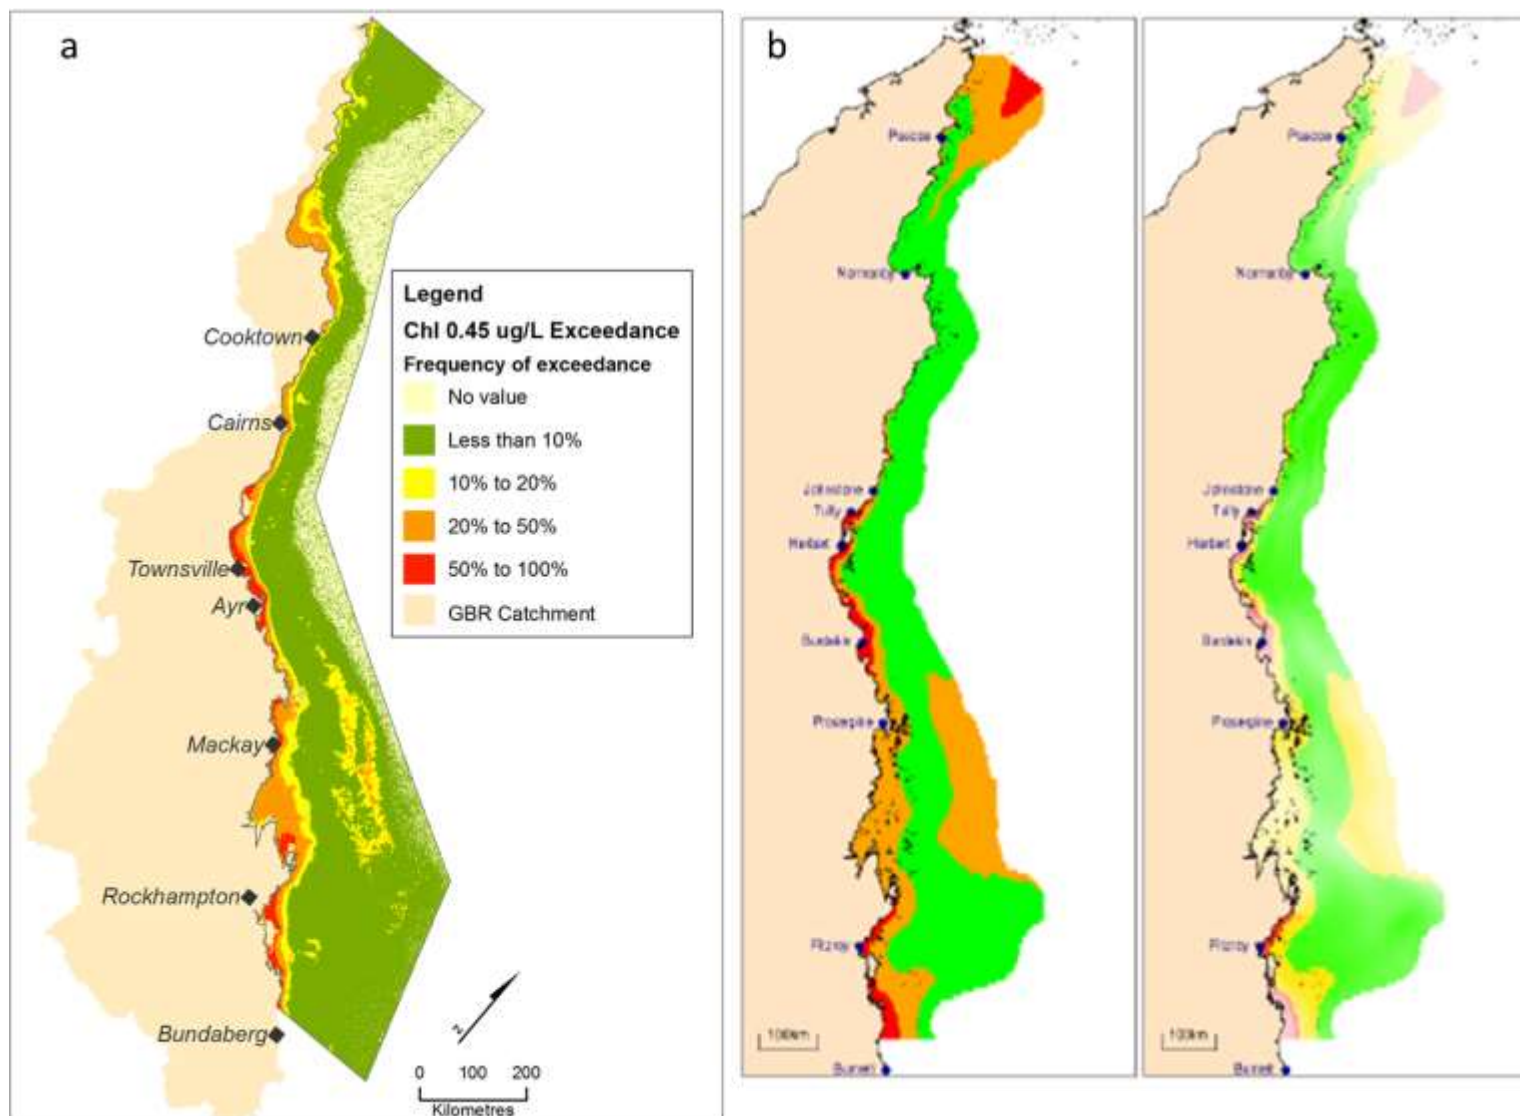 a
Legend
Chl 0.45 ug/L Exceedance
Frequency of exceedance
No value
Less than 10%
10% to 20%
20% to 50%
50% to 100%
GBR Catchment
Cooktown
Cairns
Townsville
Ayr
Mackay
Rockhampton
Bundaberg
N
0 100 200
Kilometres
b
Pascoe
Normanby
Johnstone
Tully
Herbert
Burdekin
Prosepine
Fitzroy
100km
Burnett
Pascoe
Normanby
Johnstone
Tully
Herbert
Burdekin
Prosepine
Fitzroy
100km
Burnett